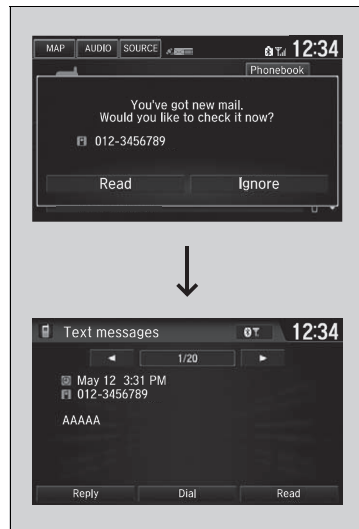 MAP AUDIO SOURCE 12:34
Phonebook
You've got new mail.
Would you like to check it now?
012-3456789
Read Ignore
Text messages 12:34
1/20
May 12 3:31 PM
012-3456789
AAAAA
Reply Dial Read